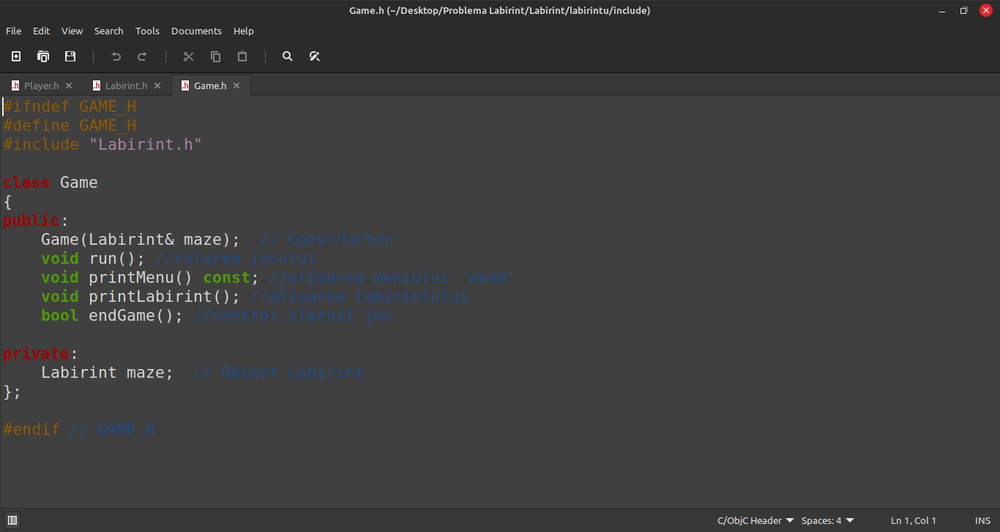 Game.h (~/Desktop/Problema Labirint/Labirint/labirintu/include)
File Edit View Search Tools Documents Help
.h Player.h .h Labirint.h .h Game.h
#ifndef GAME_H
#define GAME_H
#include "Labirint.h"
class Game
{
public:
    Game(Labirint& maze);  // Constructor
    void run(); //rularea jocului
    void printMenu() const; //afisarea meniului 'wasd'
    void printLabirint(); //afisarea labirintului
    bool endGame(); //control sfarsit joc
private:
    Labirint maze;  // Obiect Labirint
};
#endif // GAME_H
C/ObjC Header Spaces: 4 Ln 1, Col 1 INS